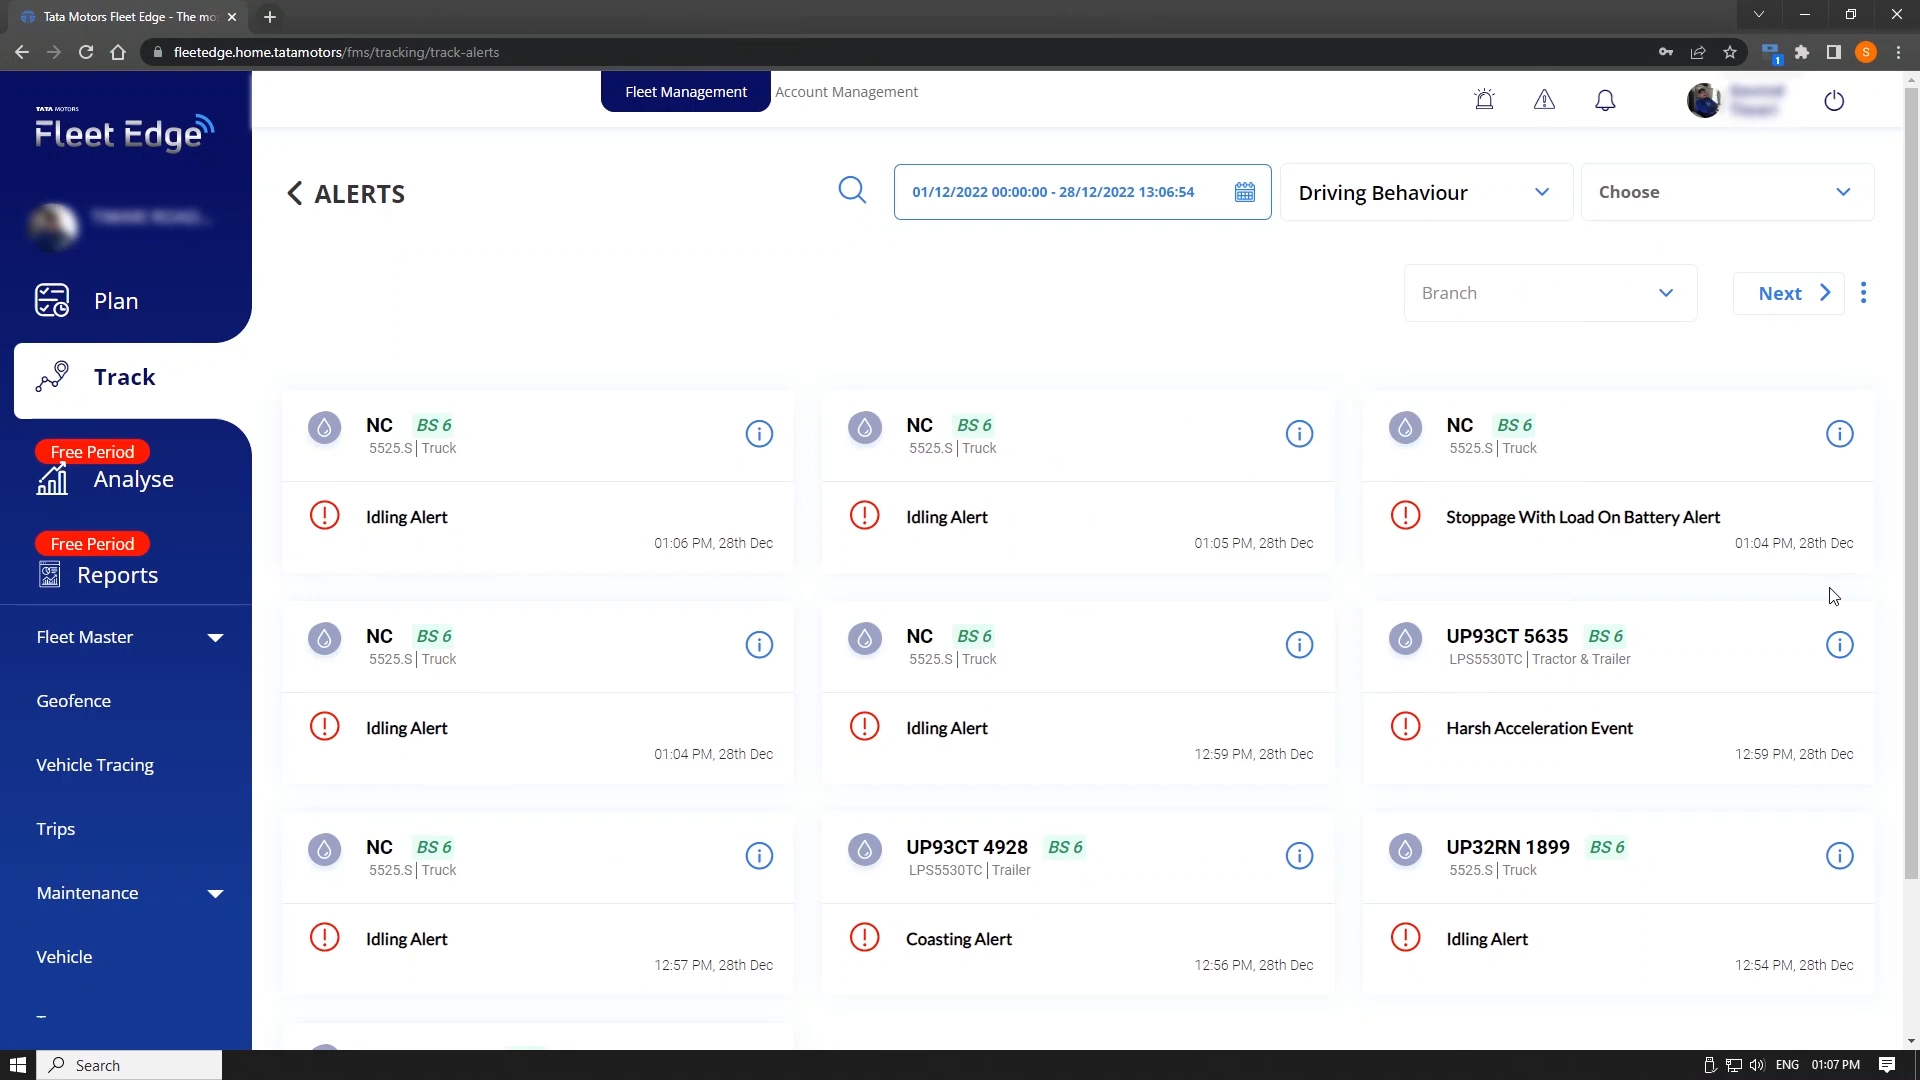 Tata Motors Fleet Edge - The mo
fleetedge.home.tatamotors/fms/tracking/track-alerts
1
S
TATA MOTORS
Fleet Edge
Fleet Management
Account Management
Plan
Track
Free Period
Analyse
Free Period
Reports
Fleet Master
Geofence
Vehicle Tracing
Trips
Maintenance
Vehicle
ALERTS
01/12/2022 00:00:00 - 28/12/2022 13:06:54
Driving Behaviour
Choose
Branch
Next
NC BS 6
5525.S | Truck
Idling Alert
01:06 PM, 28th Dec
NC BS 6
5525.S | Truck
Idling Alert
01:05 PM, 28th Dec
NC BS 6
5525.S | Truck
Stoppage With Load On Battery Alert
01:04 PM, 28th Dec
NC BS 6
5525.S | Truck
Idling Alert
01:04 PM, 28th Dec
NC BS 6
5525.S | Truck
Idling Alert
12:59 PM, 28th Dec
UP93CT 5635 BS 6
LPS5530TC | Tractor & Trailer
Harsh Acceleration Event
12:59 PM, 28th Dec
NC BS 6
5525.S | Truck
Idling Alert
12:57 PM, 28th Dec
UP93CT 4928 BS 6
LPS5530TC | Trailer
Coasting Alert
12:56 PM, 28th Dec
UP32RN 1899 BS 6
5525.S | Truck
Idling Alert
12:54 PM, 28th Dec
Search
ENG
01:07 PM